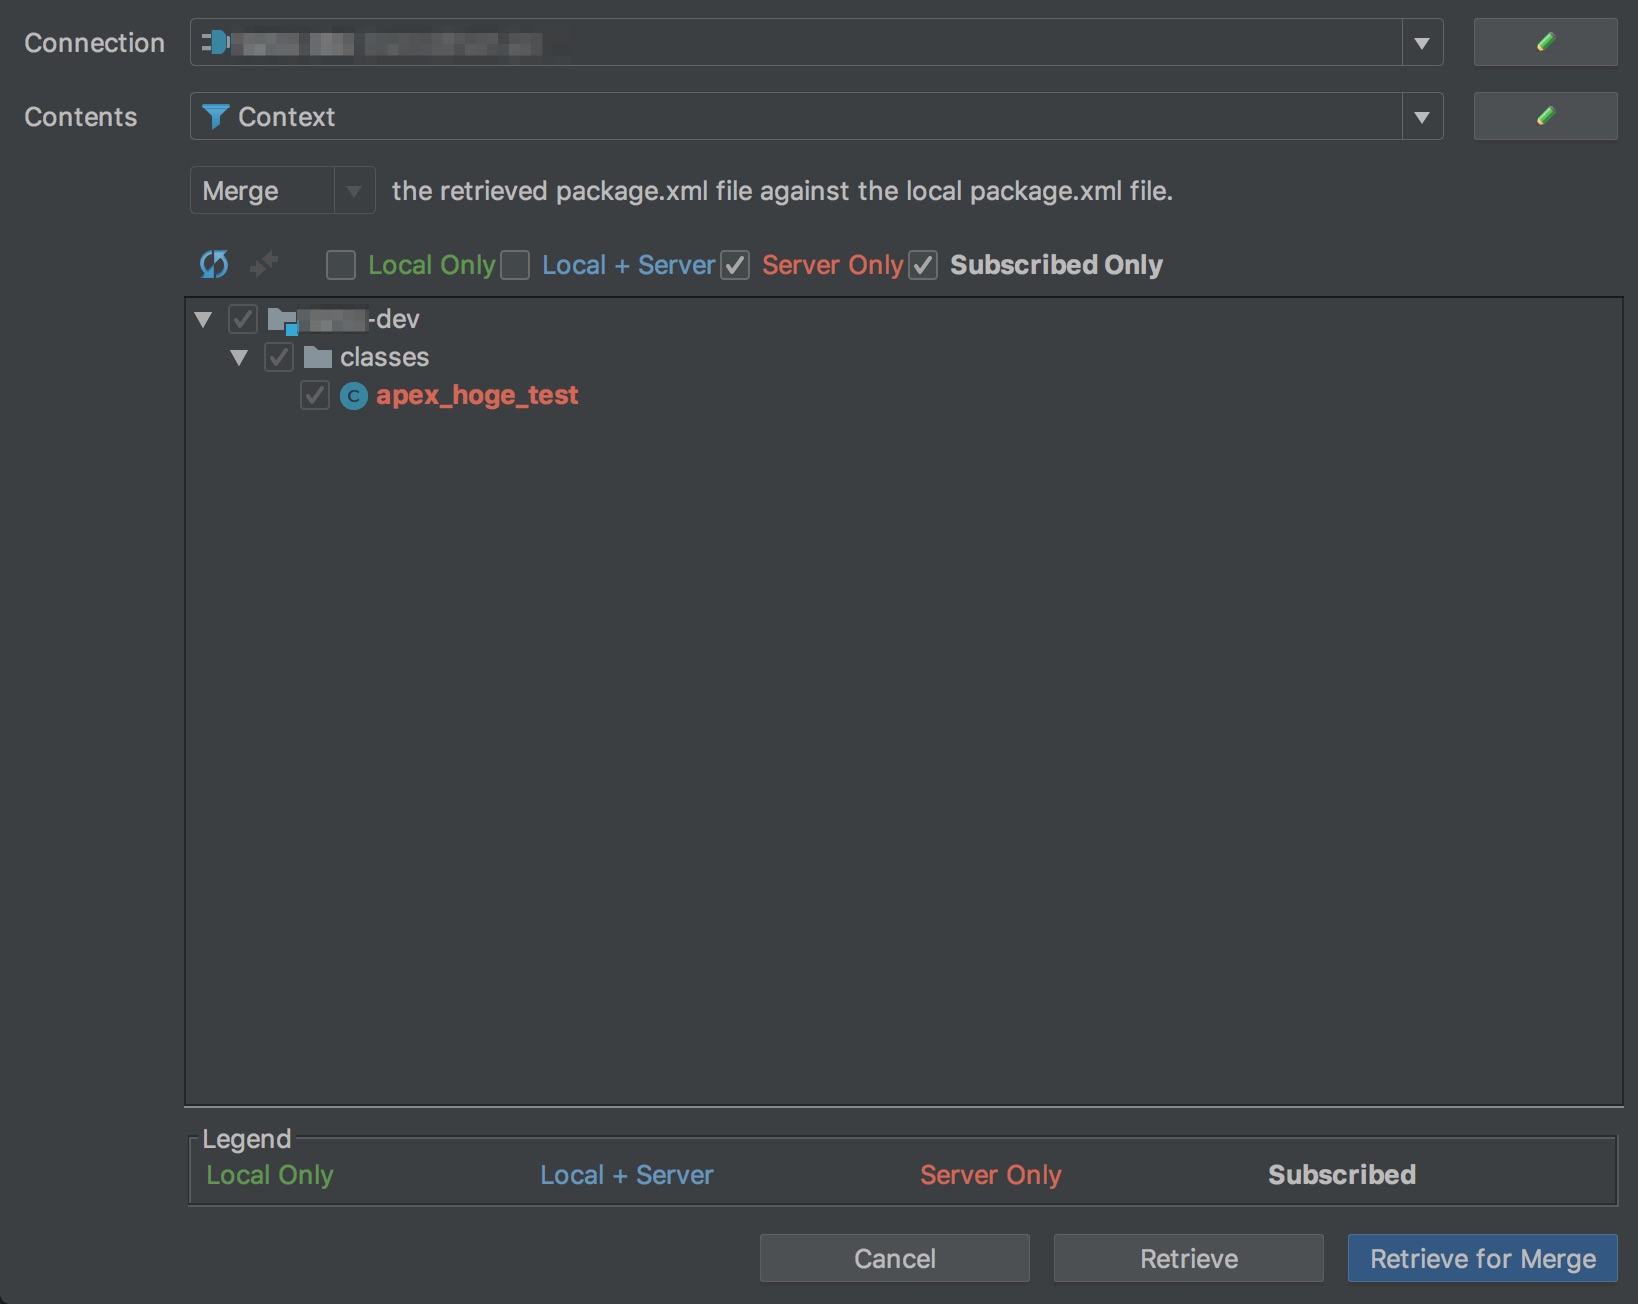 Connection
Contents Context
Merge the retrieved package.xml file against the local package.xml file.
Local Only Local + Server Server Only Subscribed Only
-dev
classes
C apex_hoge_test
Legend
Local Only Local + Server Server Only Subscribed
Cancel Retrieve Retrieve for Merge